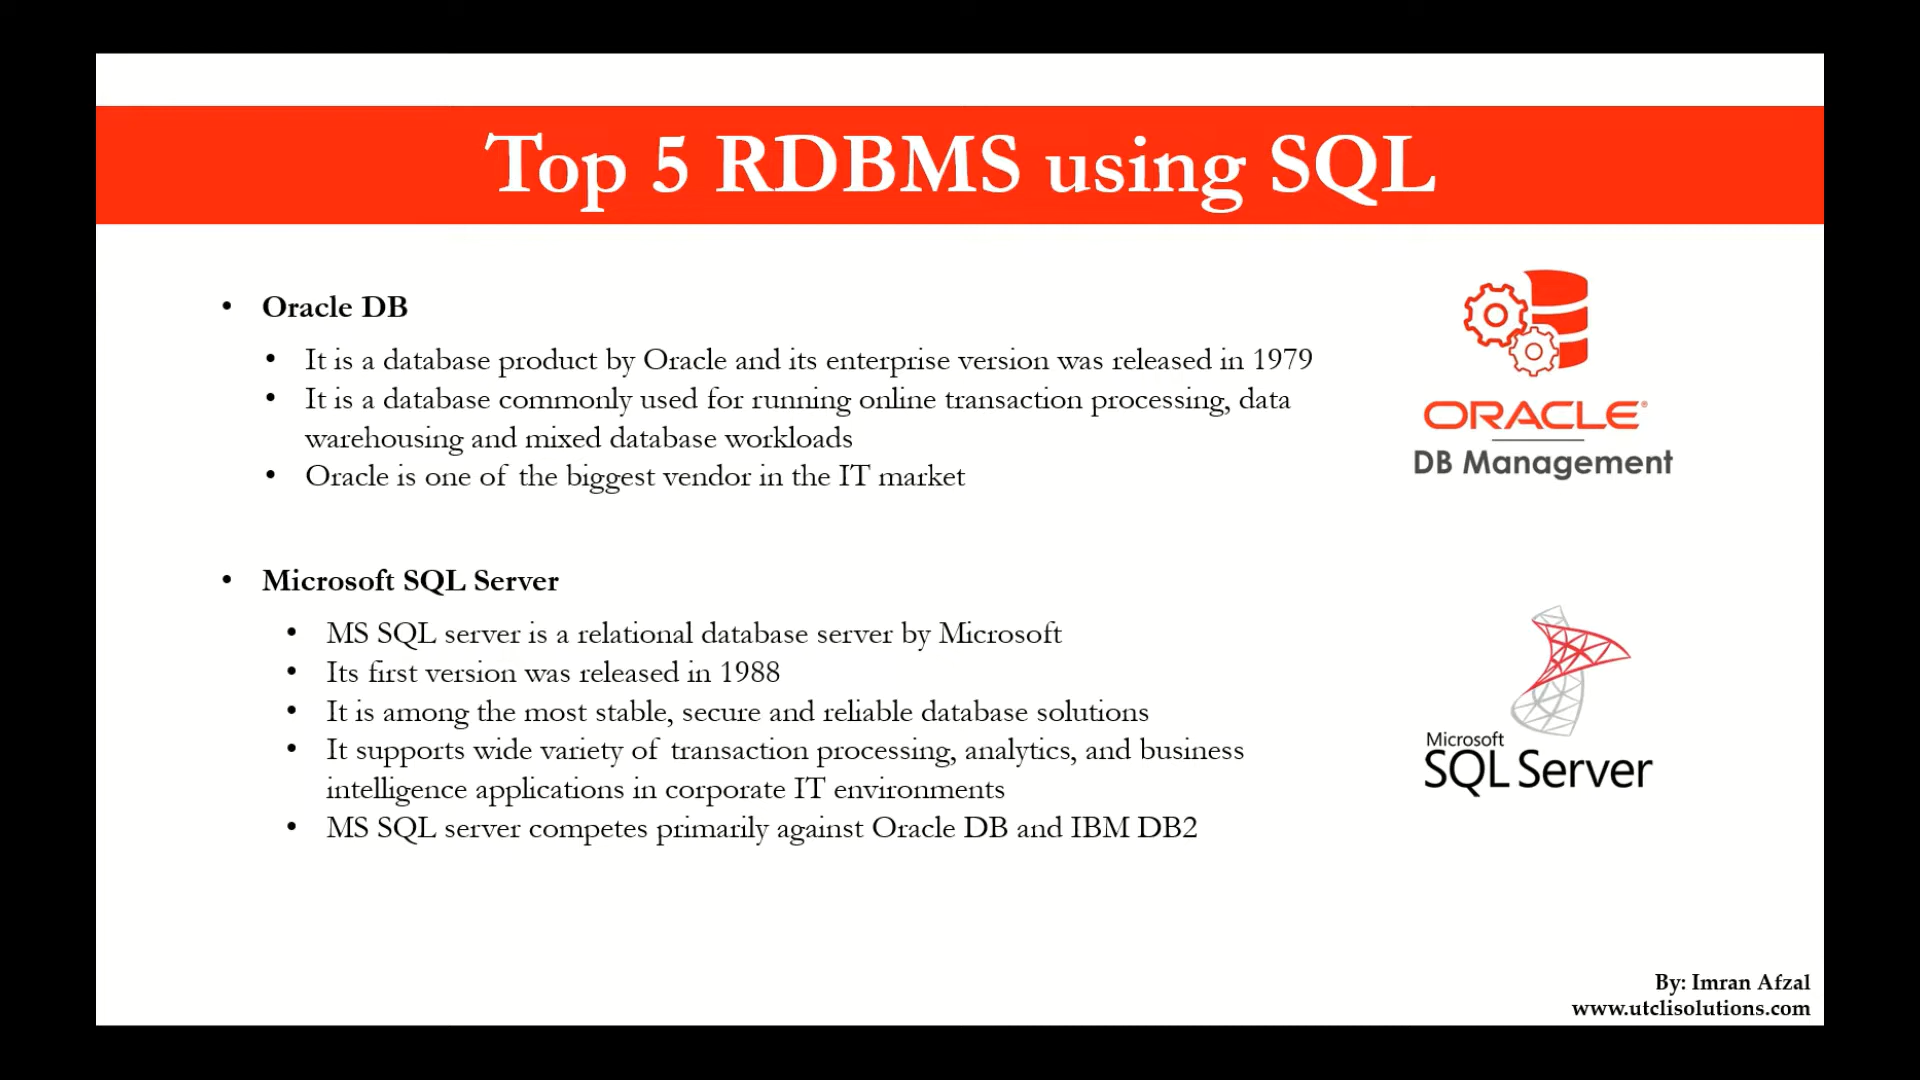 Top 5 RDBMS using SQL
• Oracle DB
• It is a database product by Oracle and its enterprise version was released in 1979
• It is a database commonly used for running online transaction processing, data
warehousing and mixed database workloads
• Oracle is one of the biggest vendor in the IT market
ORACLE®
DB Management
• Microsoft SQL Server
• MS SQL server is a relational database server by Microsoft
• Its first version was released in 1988
• It is among the most stable, secure and reliable database solutions
• It supports wide variety of transaction processing, analytics, and business
intelligence applications in corporate IT environments
• MS SQL server competes primarily against Oracle DB and IBM DB2
Microsoft
SQL Server
By: Imran Afzal
www.utclisolutions.com